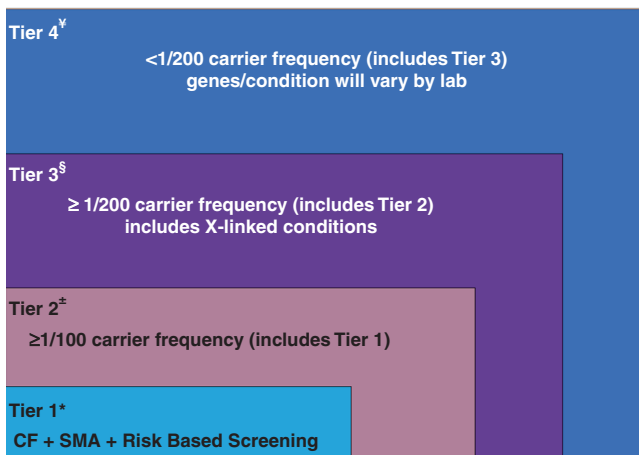 Tier 4¥
<1/200 carrier frequency (includes Tier 3)
genes/condition will vary by lab
Tier 3§
≥ 1/200 carrier frequency (includes Tier 2)
includes X-linked conditions
Tier 2±
≥1/100 carrier frequency (includes Tier 1)
Tier 1*
CF + SMA + Risk Based Screening